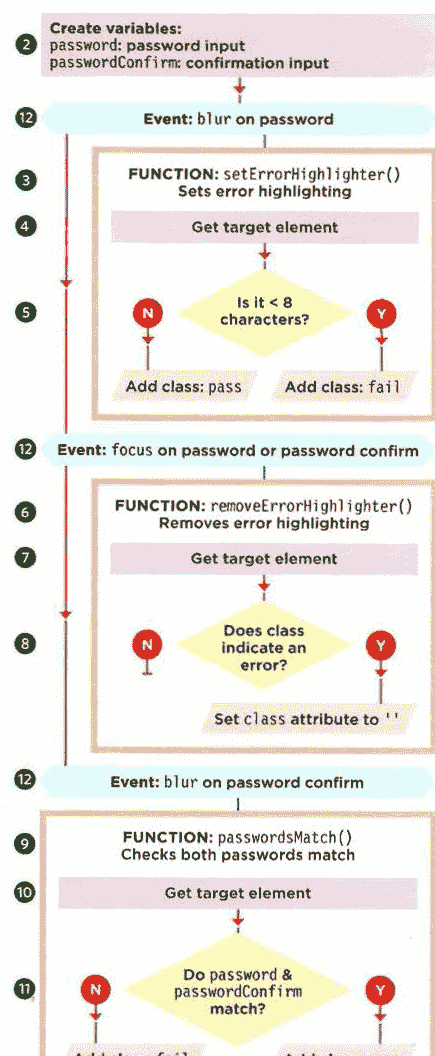 2
Create variables:
password: password input
passwordConfirm: confirmation input
12
Event: blur on password
3
FUNCTION: setErrorHighlighter()
Sets error highlighting
4
Get target element
5
Is it < 8
characters?
N
Y
Add class: pass
Add class: fail
12
Event: focus on password or password confirm
6
FUNCTION: removeErrorHighlighter()
Removes error highlighting
7
Get target element
8
Does class
indicate an
error?
N
Y
Set class attribute to ''
12
Event: blur on password confirm
9
FUNCTION: passwordsMatch()
Checks both passwords match
10
Get target element
11
Do password &
passwordConfirm
match?
N
Y